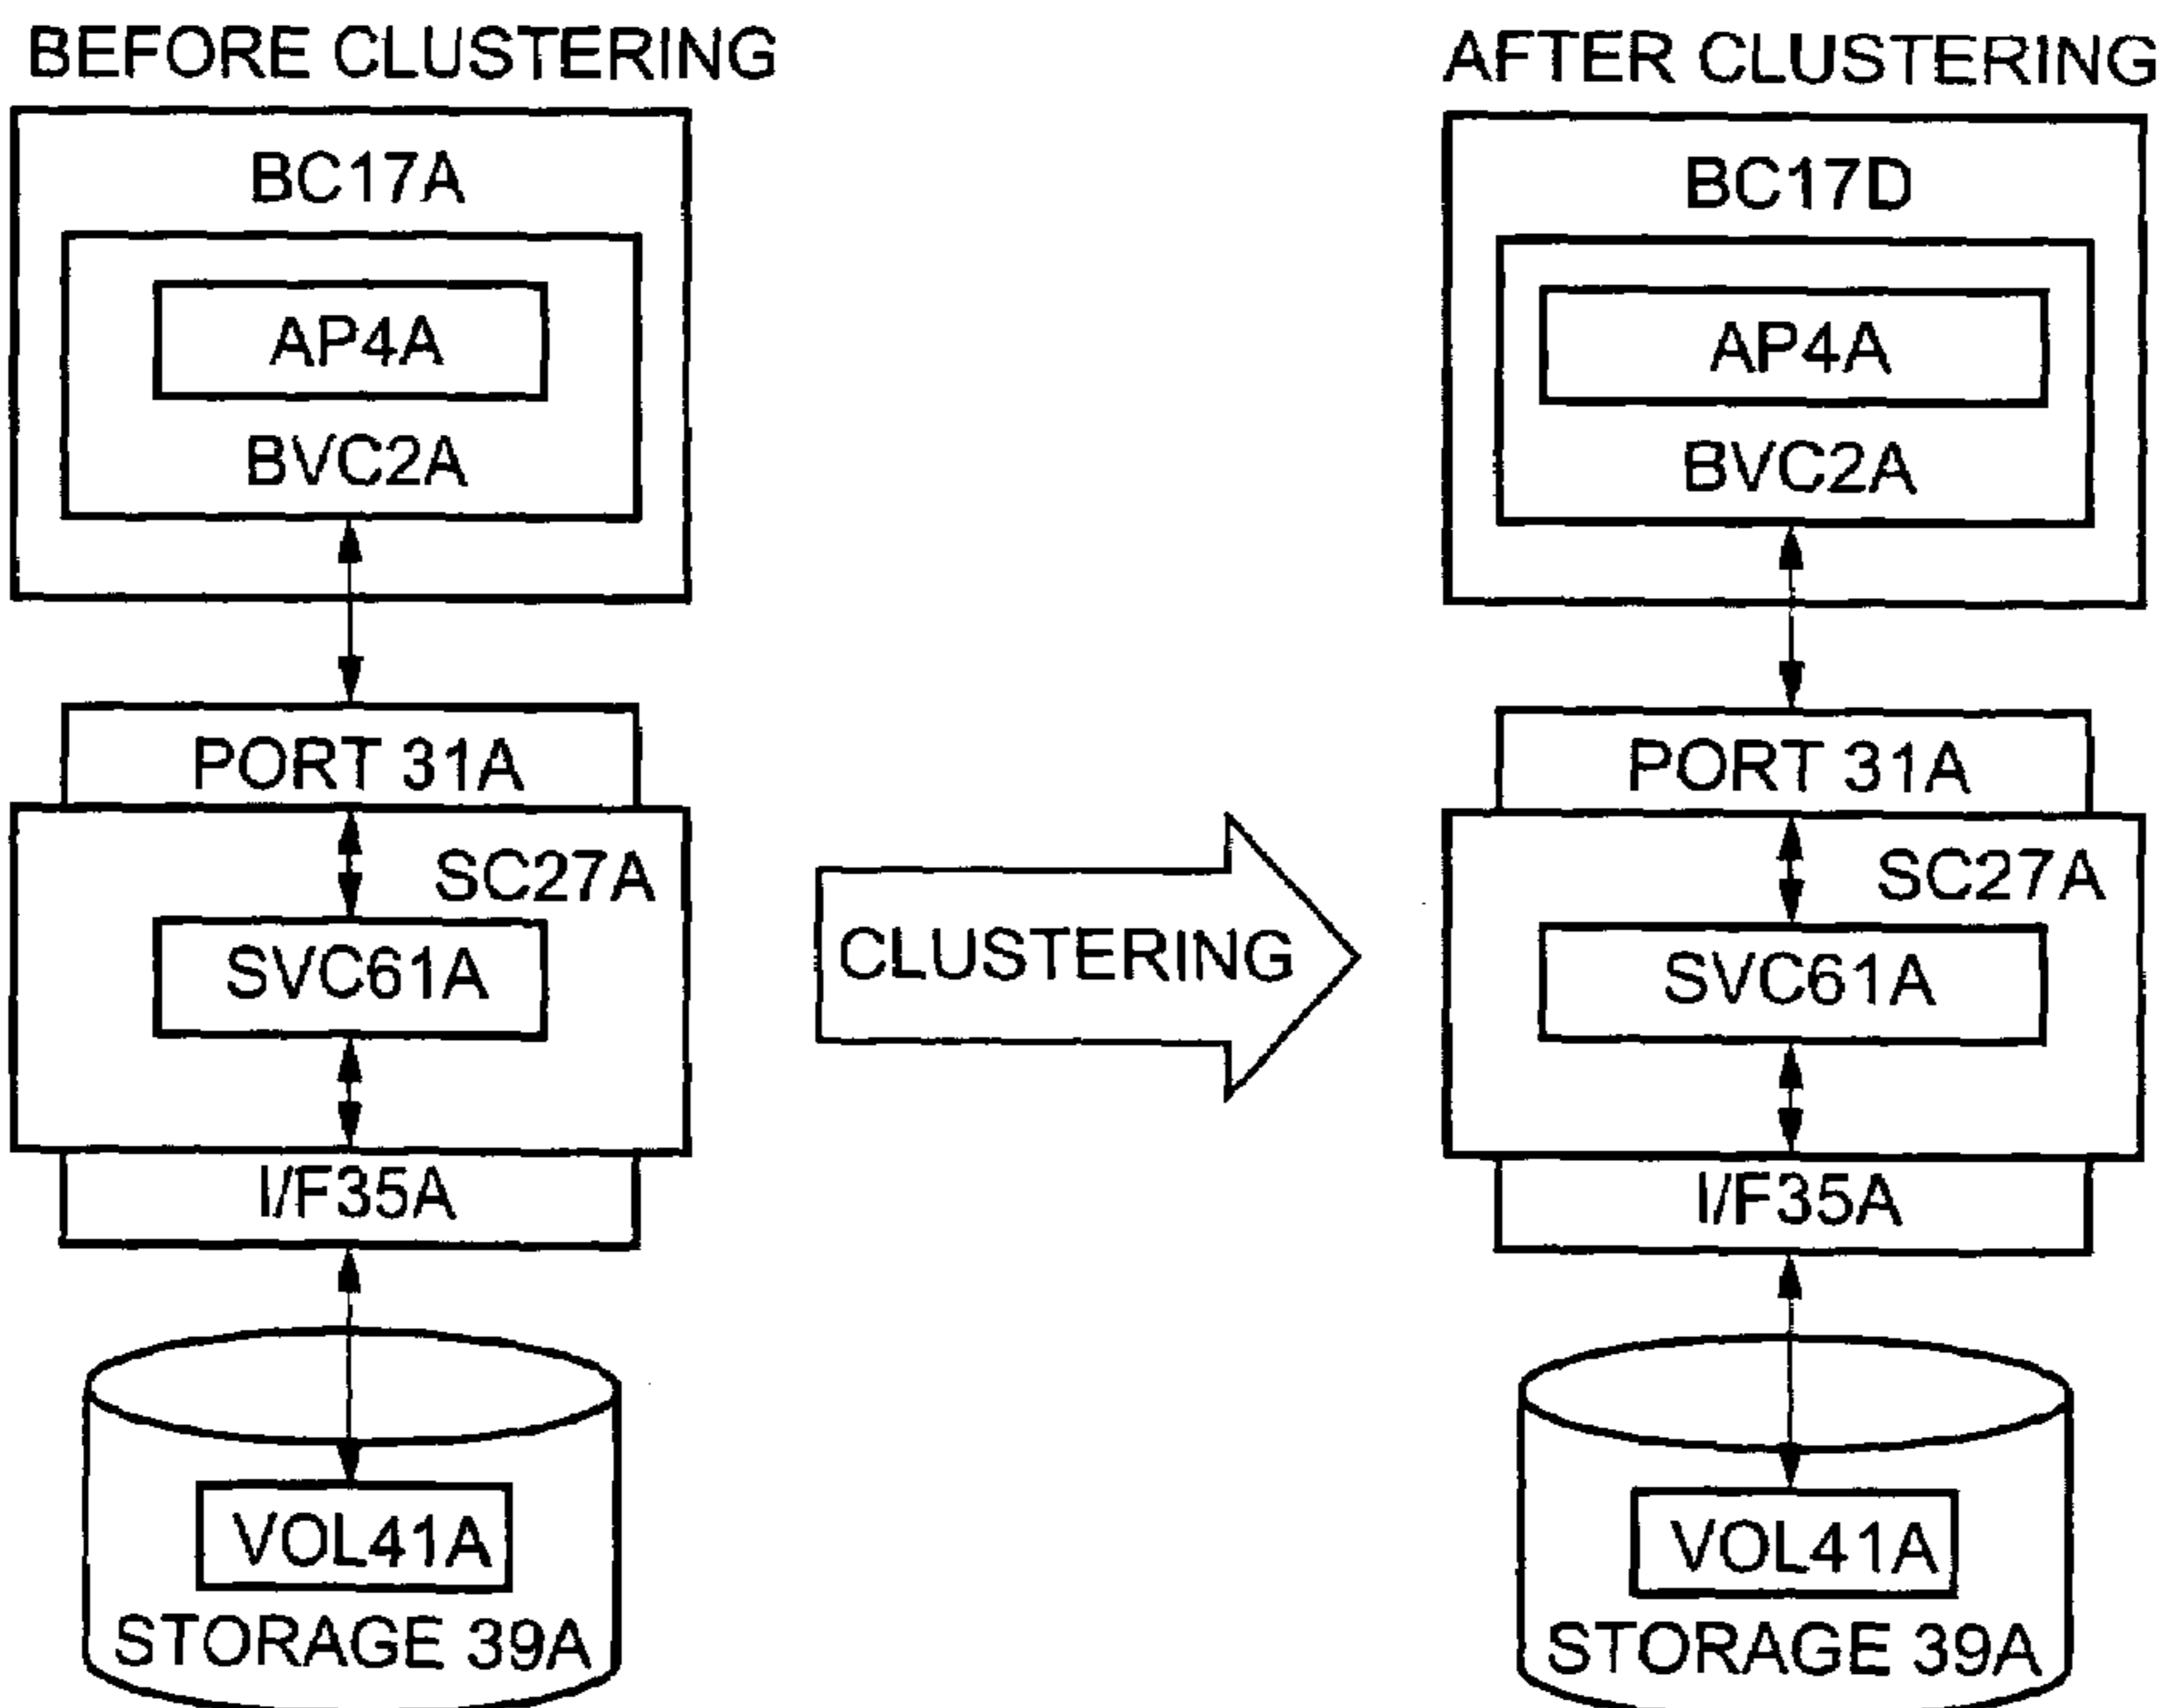 BEFORE CLUSTERING
BC17A
AP4A
BVC2A
PORT 31A
SC27A
SVC61A
I/F35A
VOL41A
STORAGE 39A
CLUSTERING
AFTER CLUSTERING
BC17D
AP4A
BVC2A
PORT 31A
SC27A
SVC61A
I/F35A
VOL41A
STORAGE 39A